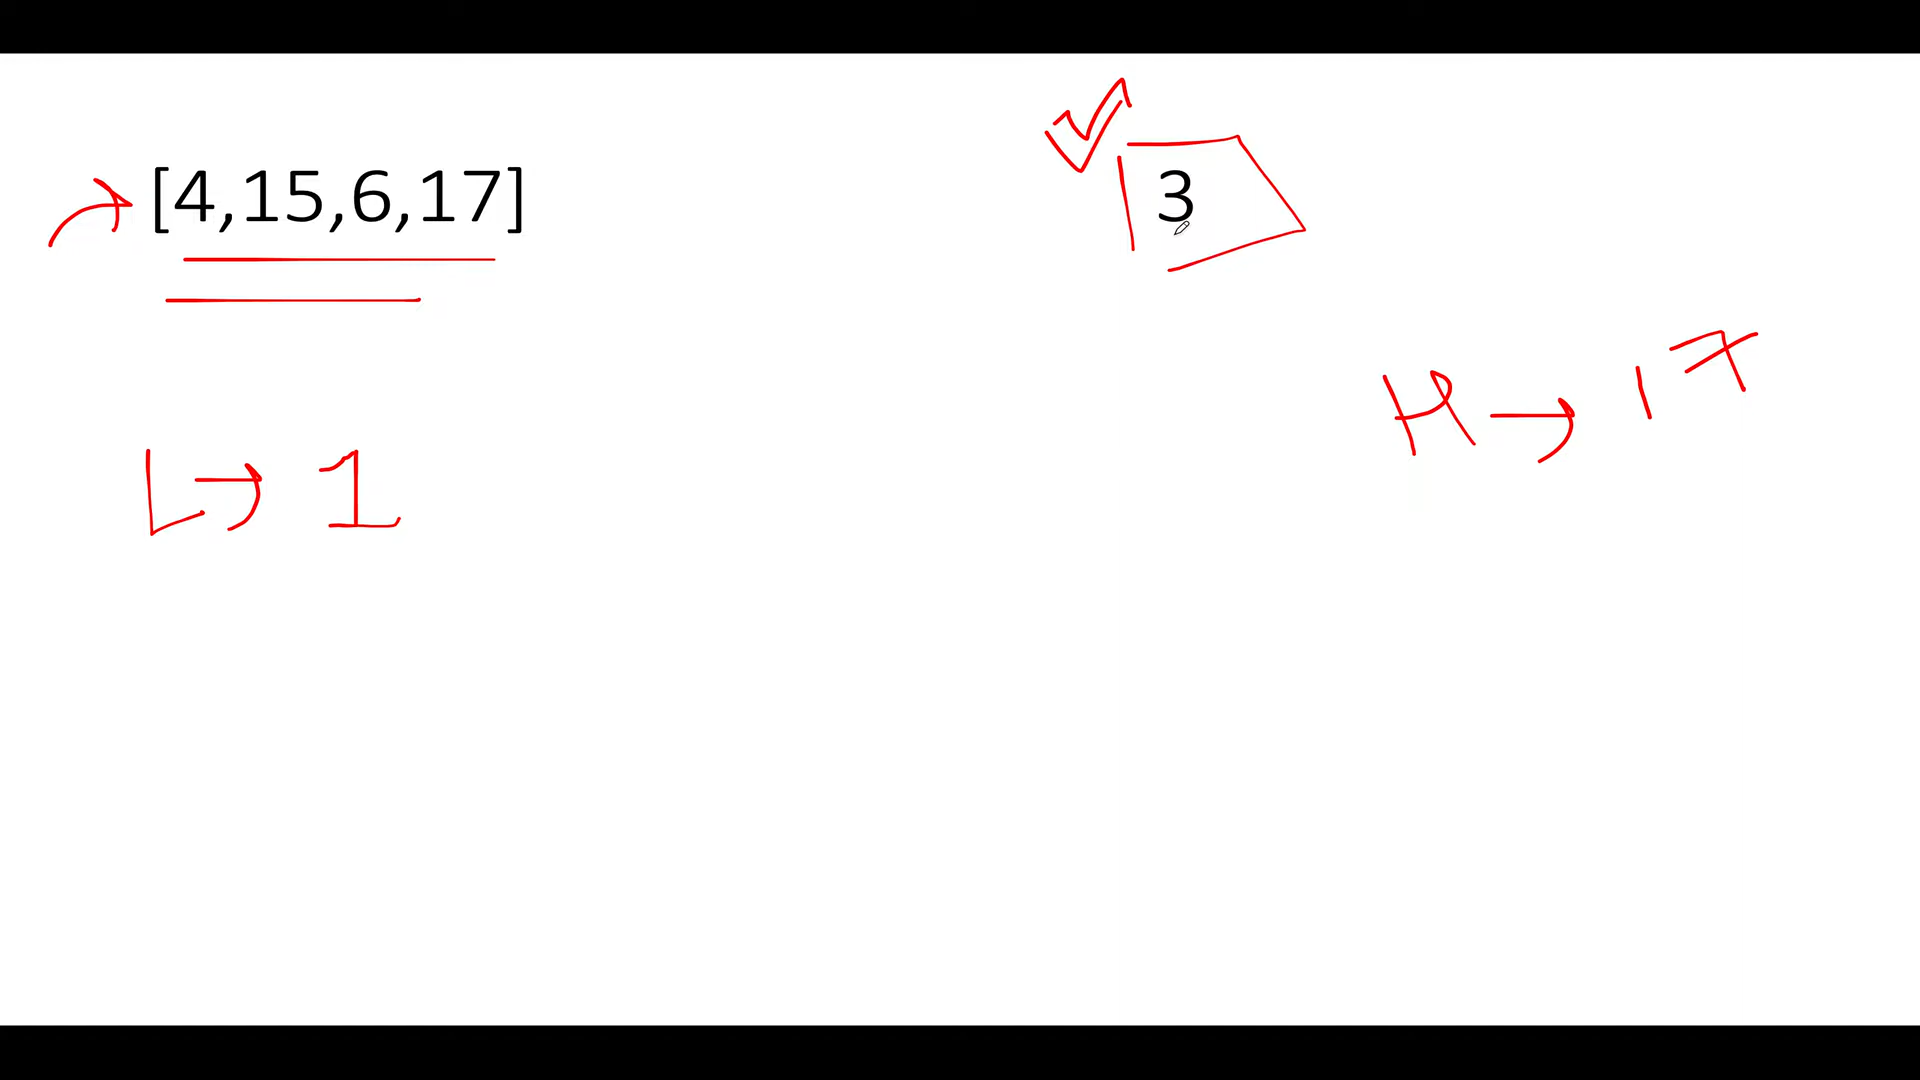 [4,15,6,17]
3
H → 17
L → 1